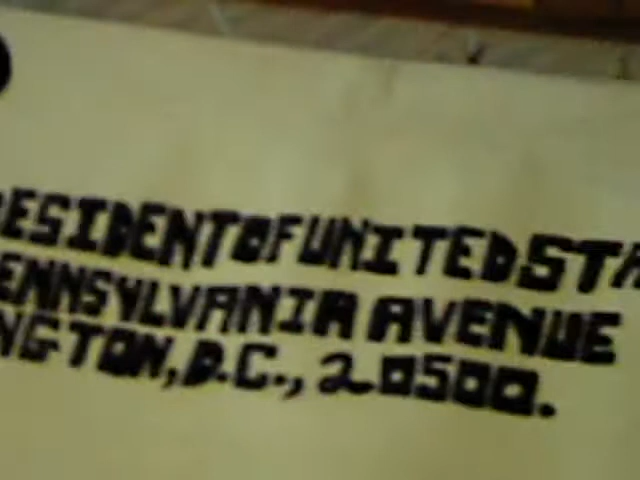 ESIDENTOFUNITEDSTA
ENNSYLVANIA AVENUE
NGTON, D.C., 20500.